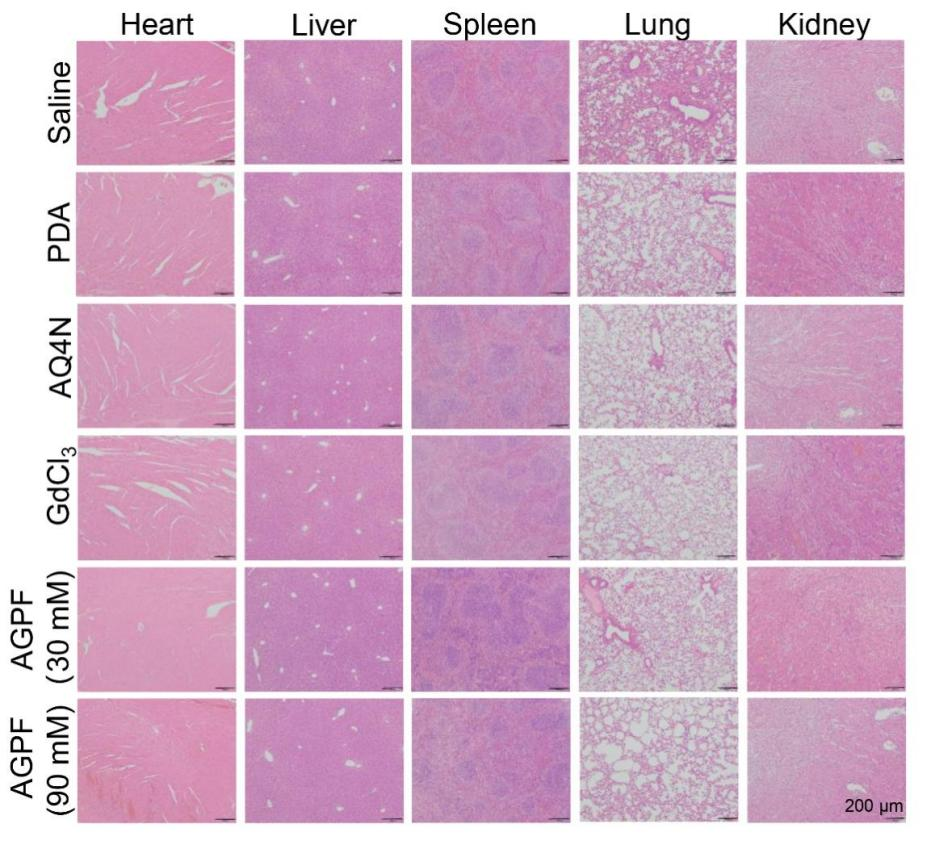 Heart Liver Spleen Lung Kidney
Saline
PDA
AQ4N
GdCl₃
AGPF
(30 mM)
AGPF
(90 mM)
200 μm